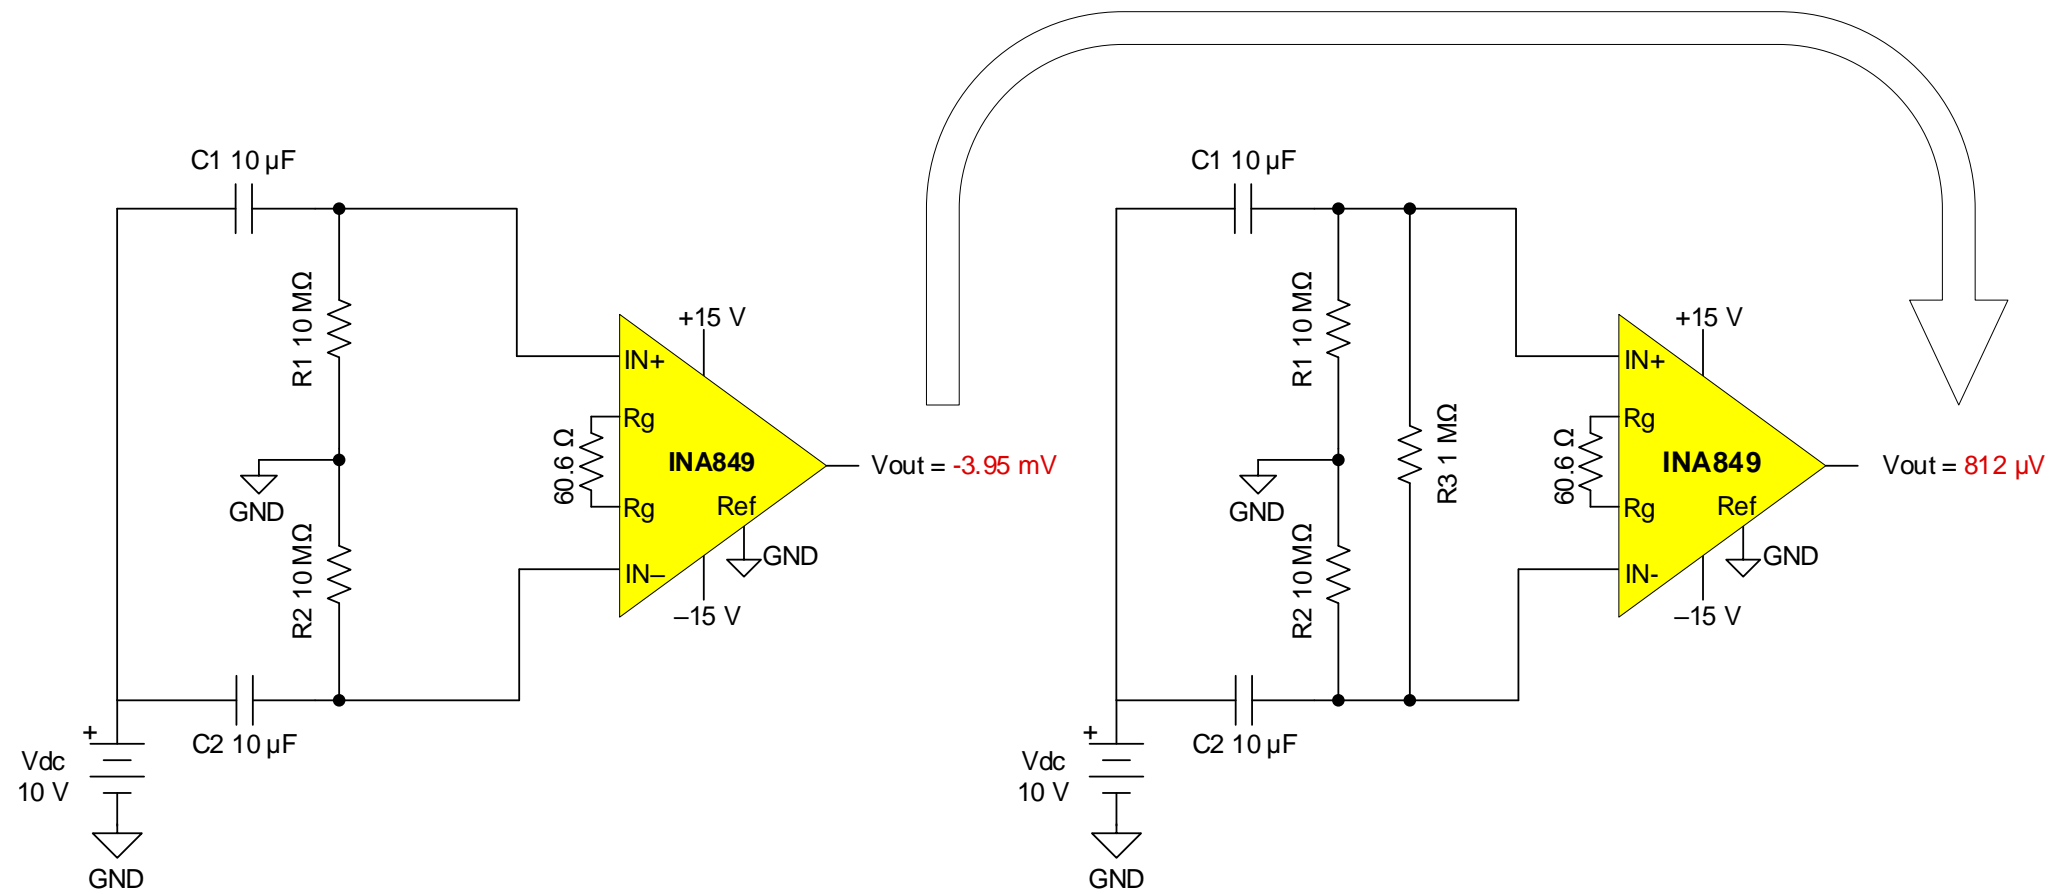 C1 10 µF
R1 10 MΩ
+15 V
IN+
Rg
60.6 Ω
INA849
Vout = -3.95 mV
GND
Rg
Ref
GND
R2 10 MΩ
IN–
–15 V
C2 10 µF
+
Vdc
10 V
GND
C1 10 µF
R1 10 MΩ
+15 V
IN+
Rg
R3 1 MΩ
60.6 Ω
INA849
Vout = 812 µV
GND
Rg
Ref
GND
R2 10 MΩ
IN-
–15 V
C2 10 µF
+
Vdc
10 V
GND